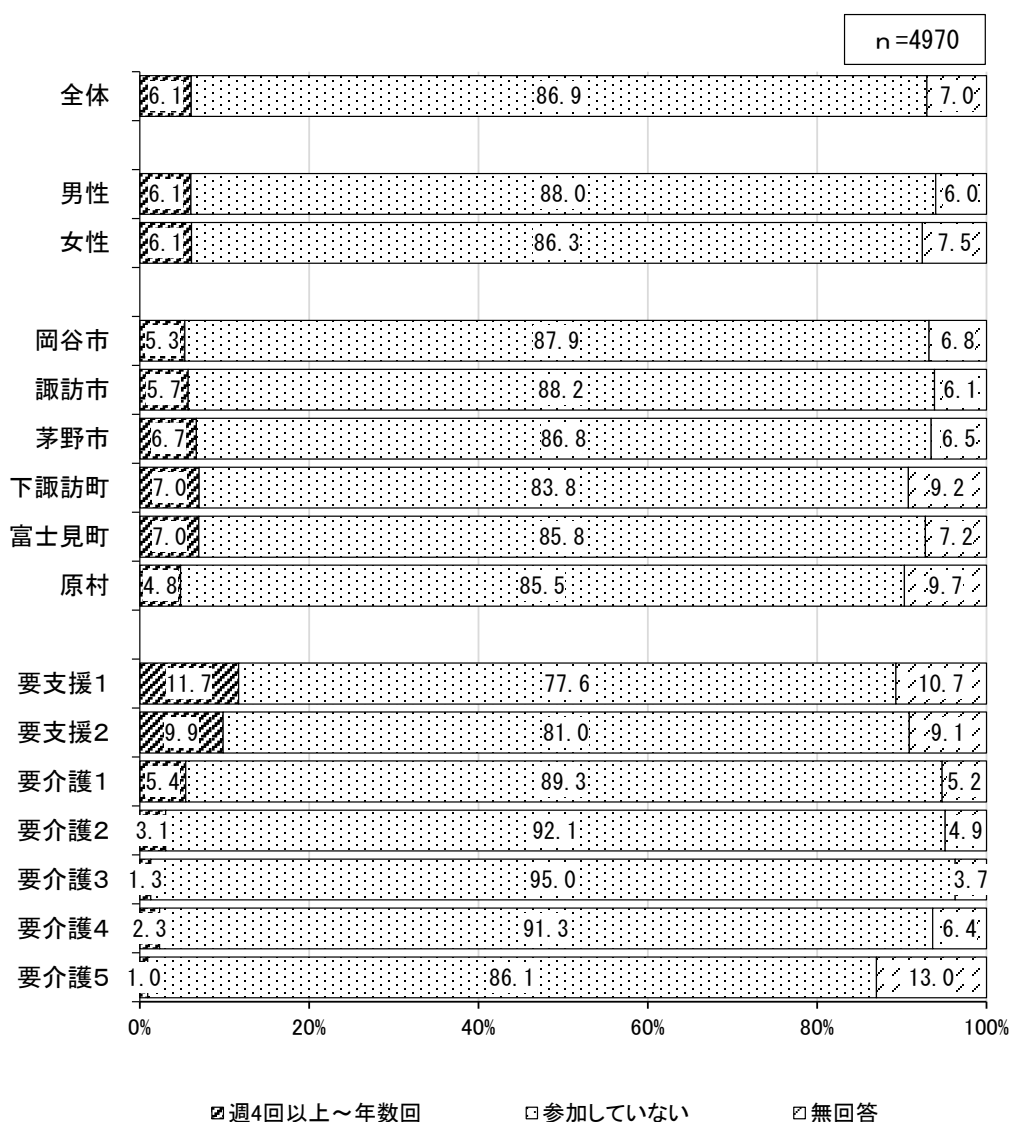 ｎ=4970
全体 6.1 86.9 7.0
男性 6.1 88.0 6.0
女性 6.1 86.3 7.5
岡谷市 5.3 87.9 6.8
諏訪市 5.7 88.2 6.1
茅野市 6.7 86.8 6.5
下諏訪町 7.0 83.8 9.2
富士見町 7.0 85.8 7.2
原村 4.8 85.5 9.7
要支援1 11.7 77.6 10.7
要支援2 9.9 81.0 9.1
要介護1 5.4 89.3 5.2
要介護2 3.1 92.1 4.9
要介護3 1.3 95.0 3.7
要介護4 2.3 91.3 6.4
要介護5 1.0 86.1 13.0
0% 20% 40% 60% 80% 100%
週4回以上～年数回 参加していない 無回答